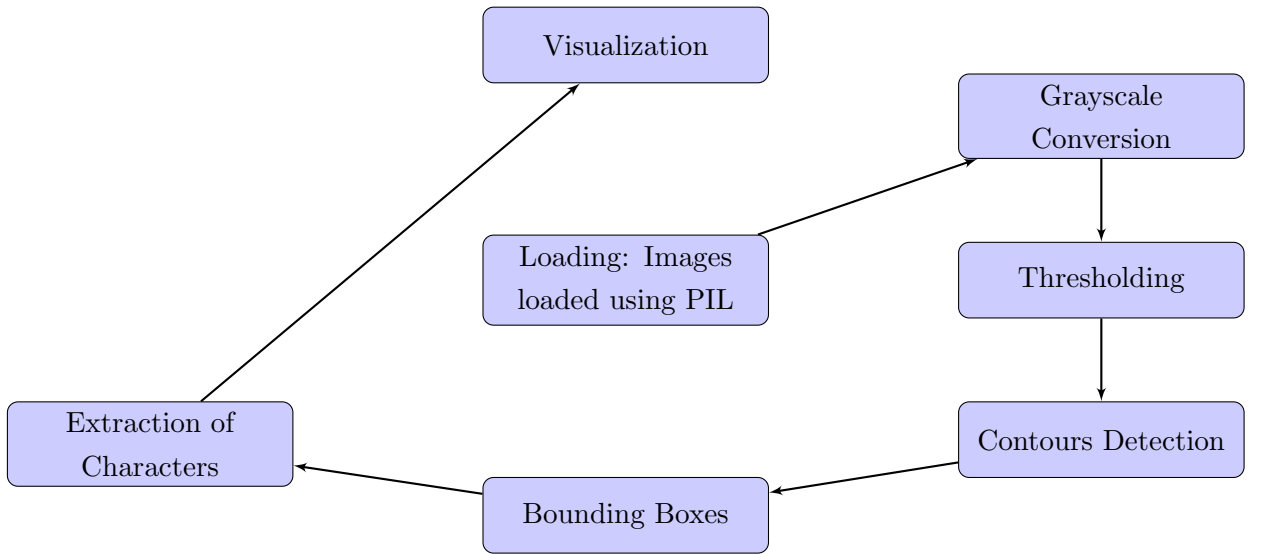 Visualization
Grayscale
Conversion
Loading: Images
loaded using PIL
Thresholding
Extraction of
Characters
Contours Detection
Bounding Boxes